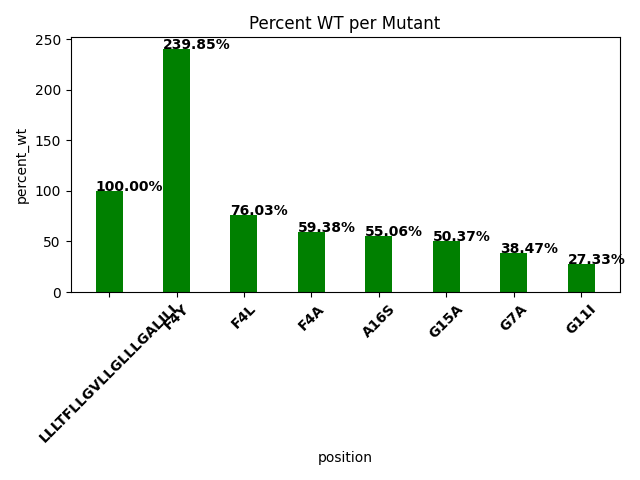 Percent WT per Mutant
percent_wt
250
200
150
100
50
0
100.00%
239.85%
76.03%
59.38%
55.06%
50.37%
38.47%
27.33%
LLLTFLLGVLLGLLLGALILL
F4Y
F4L
F4A
A16S
G15A
G7A
G11I
position